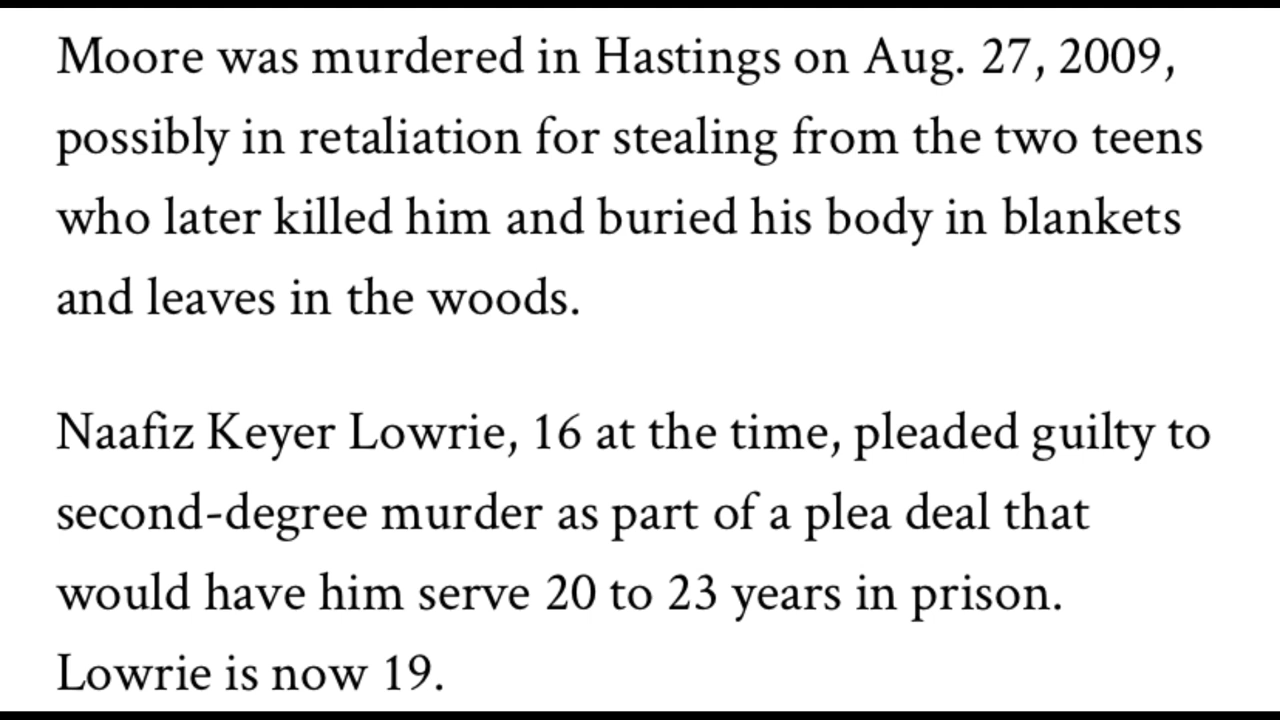 Moore was murdered in Hastings on Aug. 27, 2009,
possibly in retaliation for stealing from the two teens
who later killed him and buried his body in blankets
and leaves in the woods.
Naafiz Keyer Lowrie, 16 at the time, pleaded guilty to
second-degree murder as part of a plea deal that
would have him serve 20 to 23 years in prison.
Lowrie is now 19.